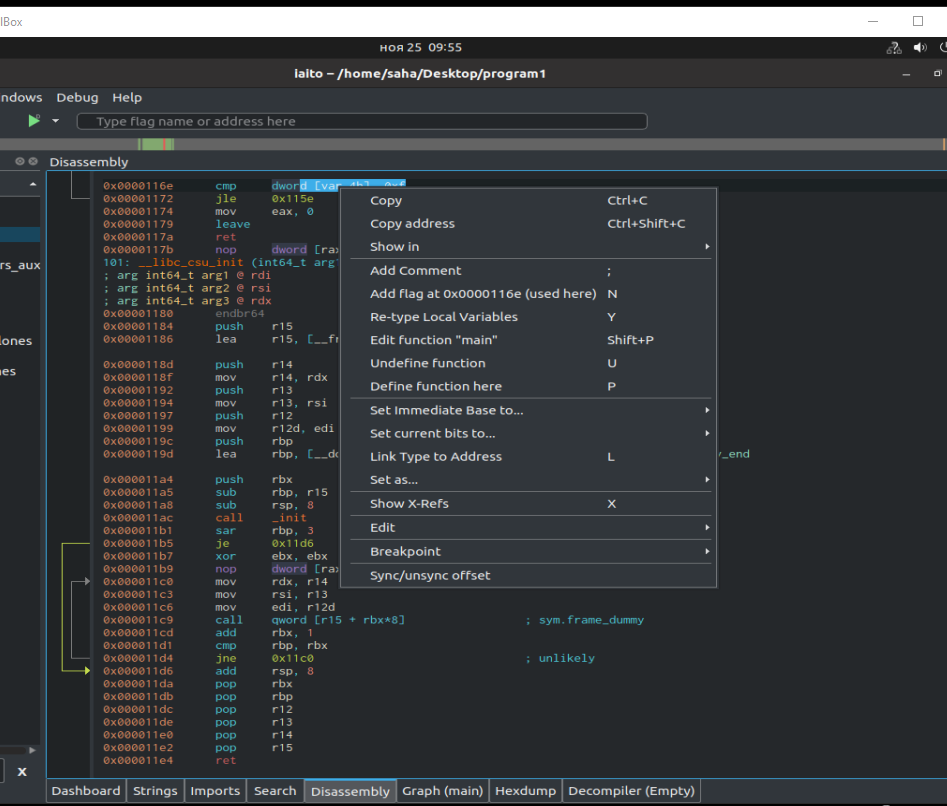 lBox
ноя 25 09:55
iaito – /home/saha/Desktop/program1
ndows Debug Help
Type flag name or address here
Disassembly
0x0000116e cmp dword [var_4h], 0xf
0x00001172 jle 0x115e
0x00001174 mov eax, 0
0x00001179 leave
0x0000117a ret
0x0000117b nop dword [rax
101: __libc_csu_init (int64_t arg1
; arg int64_t arg1 @ rdi
; arg int64_t arg2 @ rsi
; arg int64_t arg3 @ rdx
0x00001180 endbr64
0x00001184 push r15
0x00001186 lea r15, [__fr
0x0000118d push r14
0x0000118f mov r14, rdx
0x00001192 push r13
0x00001194 mov r13, rsi
0x00001197 push r12
0x00001199 mov r12d, edi
0x0000119c push rbp
0x0000119d lea rbp, [__do y_end
0x000011a4 push rbx
0x000011a5 sub rbp, r15
0x000011a8 sub rsp, 8
0x000011ac call _init
0x000011b1 sar rbp, 3
0x000011b5 je 0x11d6
0x000011b7 xor ebx, ebx
0x000011b9 nop dword [rax
0x000011c0 mov rdx, r14
0x000011c3 mov rsi, r13
0x000011c6 mov edi, r12d
0x000011c9 call qword [r15 + rbx*8] ; sym.frame_dummy
0x000011cd add rbx, 1
0x000011d1 cmp rbp, rbx
0x000011d4 jne 0x11c0 ; unlikely
0x000011d6 add rsp, 8
0x000011da pop rbx
0x000011db pop rbp
0x000011dc pop r12
0x000011de pop r13
0x000011e0 pop r14
0x000011e2 pop r15
0x000011e4 ret
Copy Ctrl+C
Copy address Ctrl+Shift+C
Show in
Add Comment ;
Add flag at 0x0000116e (used here) N
Re-type Local Variables Y
Edit function "main" Shift+P
Undefine function U
Define function here P
Set Immediate Base to...
Set current bits to...
Link Type to Address L
Set as...
Show X-Refs X
Edit
Breakpoint
Sync/unsync offset
rs_aux
lones
nes
X
Dashboard Strings Imports Search Disassembly Graph (main) Hexdump Decompiler (Empty)